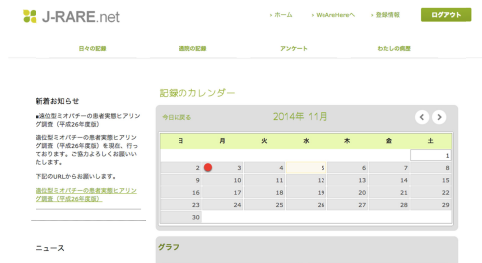 J-RARE.net
› ホーム › WeAreHereへ › 登録情報 ログアウト
日々の記録 通院の記録 アンケート わたしの病歴
新着お知らせ
■遠位型ミオパチーの患者実態ヒアリング調査（平成26年度版）
遠位型ミオパチーの患者実態ヒアリング調査（平成26年度版）を現在、行っております。ご協力よろしくお願いいたします。
下記のURLからお願いします。
遠位型ミオパチーの患者実態ヒアリング調査（平成26年度版）
ニュース
記録のカレンダー
今日に戻る 2014年 11月
日 月 火 水 木 金 土
1
2 3 4 5 6 7 8
9 10 11 12 13 14 15
16 17 18 19 20 21 22
23 24 25 26 27 28 29
30
グラフ